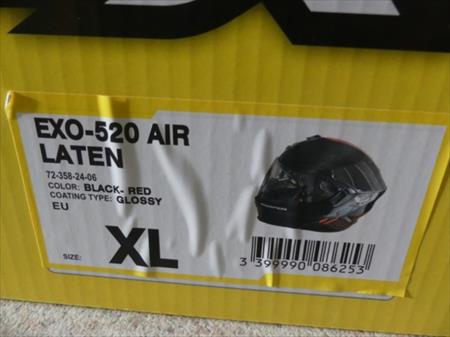 EXO-520 AIR
LATEN
72-358-24-06
COLOR: BLACK- RED
COATING TYPE: GLOSSY
EU
SIZE: XL
3 399990 086253